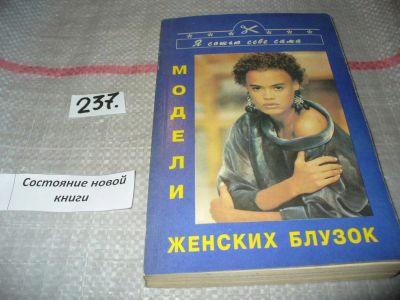 Я сошью себе сама
МОДЕЛИ
ЖЕНСКИХ БЛУЗОК
237.
Состояние новой
книги